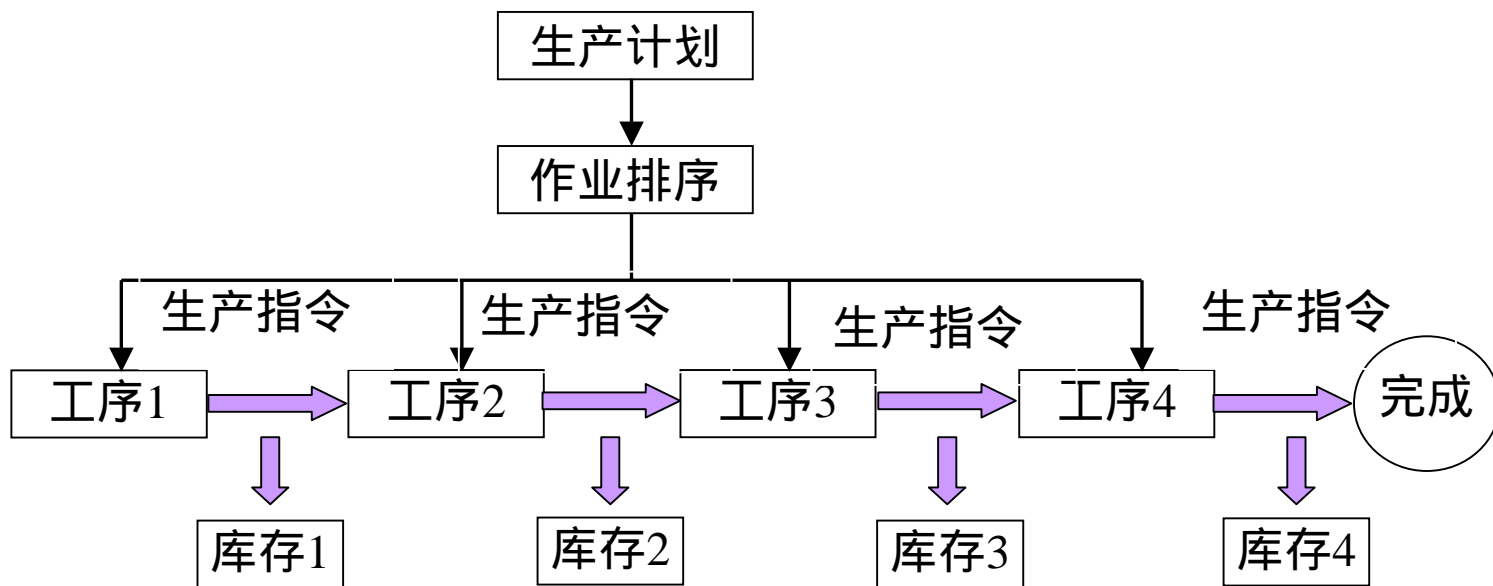 生产计划
作业排序
生产指令
生产指令
生产指令
生产指令
工序1
工序2
工序3
工序4
完成
库存1
库存2
库存3
库存4